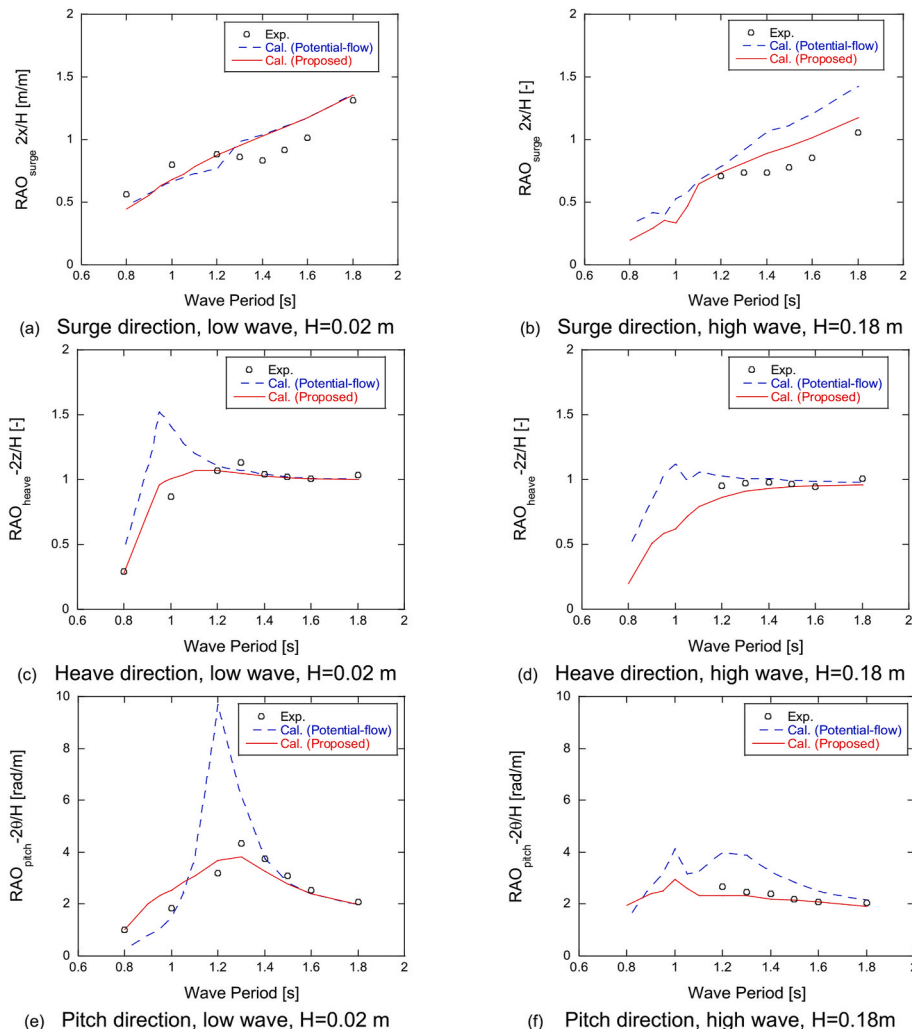 2
1.5
1
0.5
0
RAO_surge 2x/H [m/m]
Exp.
Cal. (Potential-flow)
Cal. (Proposed)
0.6 0.8 1 1.2 1.4 1.6 1.8 2
Wave Period [s]
(a) Surge direction, low wave, H=0.02 m
2
1.5
1
0.5
0
RAO_surge 2x/H [-]
Exp.
Cal. (Potential-flow)
Cal. (Proposed)
0.6 0.8 1 1.2 1.4 1.6 1.8 2
Wave Period [s]
(b) Surge direction, high wave, H=0.18 m
2
1.5
1
0.5
0
RAO_heave-2z/H [-]
Exp.
Cal. (Potential-flow)
Cal. (Proposed)
0.6 0.8 1 1.2 1.4 1.6 1.8 2
Wave Period [s]
(c) Heave direction, low wave, H=0.02 m
2
1.5
1
0.5
0
RAO_heave-2z/H [-]
Exp.
Cal. (Potential-flow)
Cal. (Proposed)
0.6 0.8 1 1.2 1.4 1.6 1.8 2
Wave Period [s]
(d) Heave direction, high wave, H=0.18 m
10
8
6
4
2
0
RAO_pitch-2θ/H [rad/m]
Exp.
Cal. (Potential-flow)
Cal. (Proposed)
0.6 0.8 1 1.2 1.4 1.6 1.8 2
Wave Period [s]
(e) Pitch direction, low wave, H=0.02 m
10
8
6
4
2
0
RAO_pitch-2θ/H [rad/m]
Exp.
Cal. (Potential-flow)
Cal. (Proposed)
0.6 0.8 1 1.2 1.4 1.6 1.8 2
Wave Period [s]
(f) Pitch direction, high wave, H=0.18m